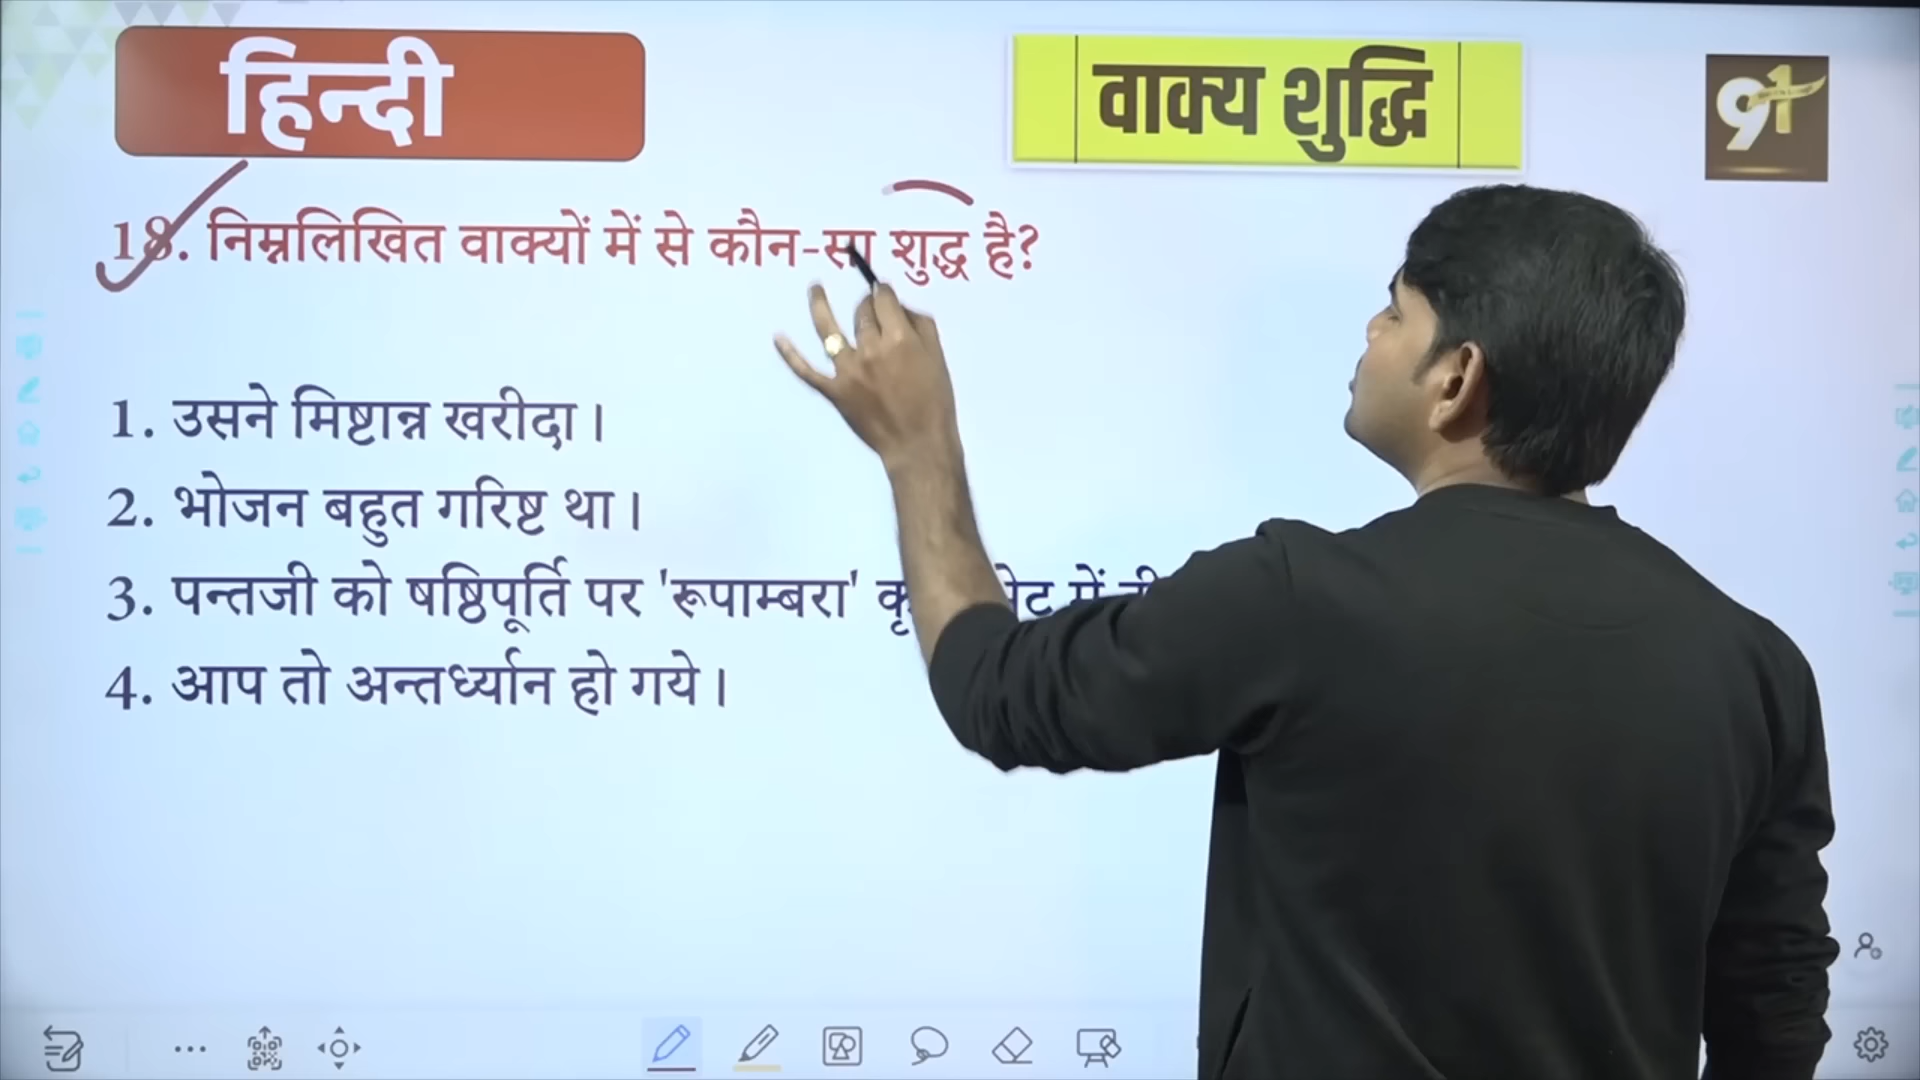 हिन्दी
वाक्य शुद्धि
91
18. निम्नलिखित वाक्यों में से कौन-सा शुद्ध है?
1. उसने मिष्टान्न खरीदा।
2. भोजन बहुत गरिष्ट था।
3. पन्तजी को षष्ठिपूर्ति पर 'रूपाम्बरा' में
4. आप तो अन्तर्ध्यान हो गये।